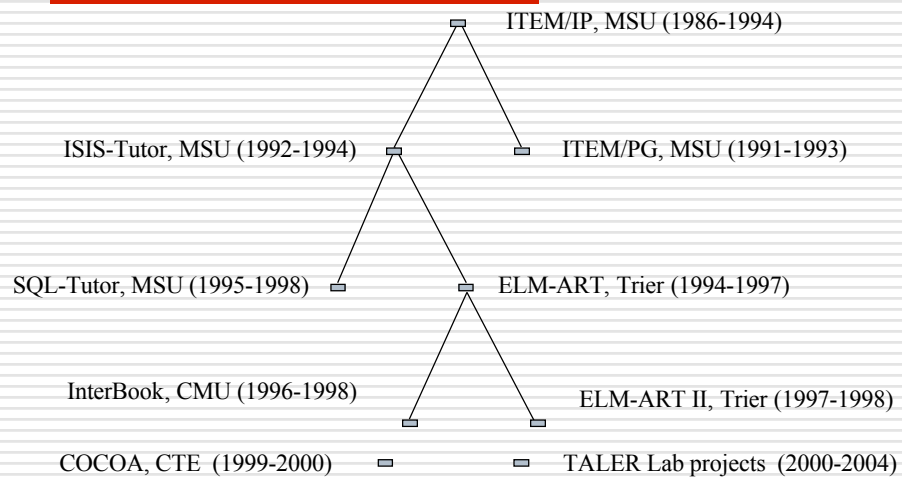 ITEM/IP, MSU (1986-1994)
ISIS-Tutor, MSU (1992-1994)
ITEM/PG, MSU (1991-1993)
SQL-Tutor, MSU (1995-1998)
ELM-ART, Trier (1994-1997)
InterBook, CMU (1996-1998)
ELM-ART II, Trier (1997-1998)
COCOA, CTE (1999-2000)
TALER Lab projects (2000-2004)